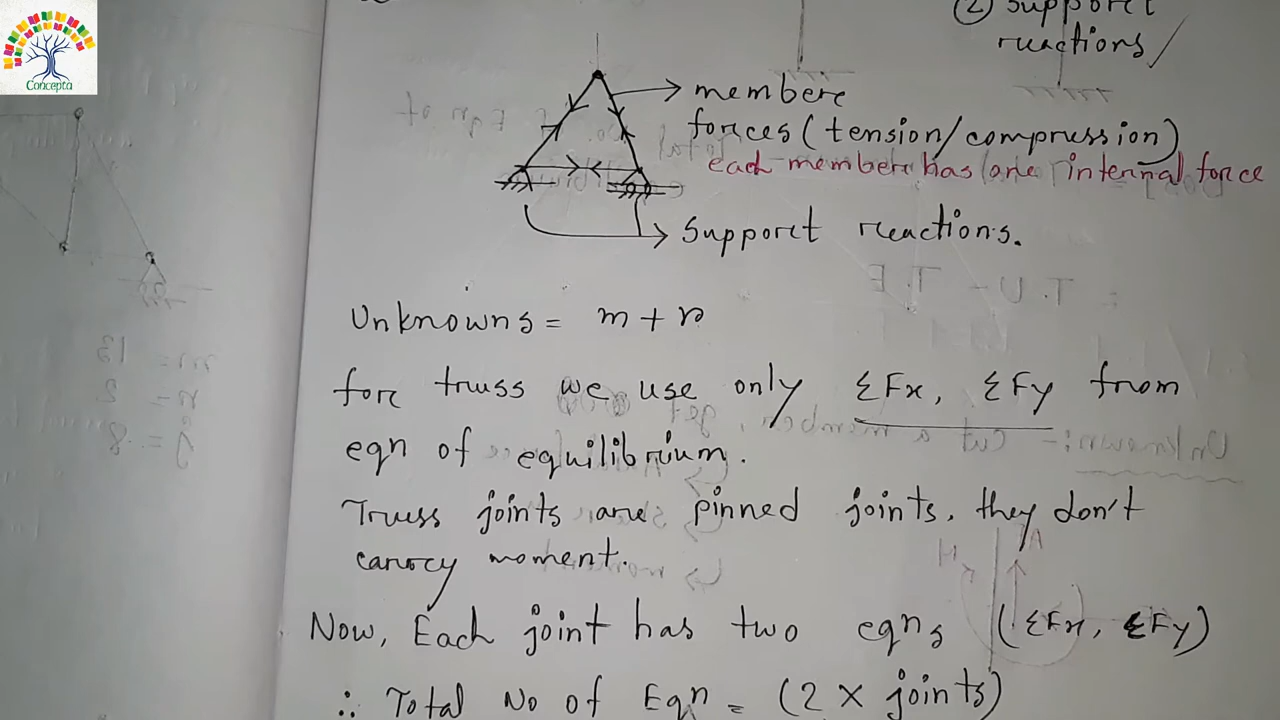 Concepta
② Support
reactions/
member
forces (tension/compression)
each member has one internal force
Support reactions.
Unknowns = m + r
for truss we use only ΣFx, ΣFy from
eqn of equilibrium.
Truss joints are pinned joints. they don't
carry moment.
Now, Each joint has two eqns (ΣFx, ΣFy)
∴ Total No of Eqn = (2 × joints)